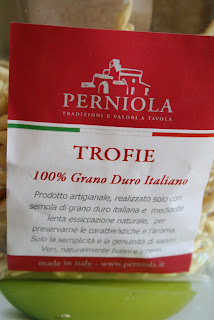 PERNIOLA
TRADIZIONI E VALORI A TAVOLA
TROFIE
100% Grano Duro Italiano
Prodotto artigianale, realizzato solo con
semola di grano duro italiana e mediante
lenta essiccazione naturale, per
preservarne le caratteristiche e l'aroma.
Solo la semplicità e la genuinità di sapori
Veri, naturalmente buoni e
made in italy - www.perniola.it